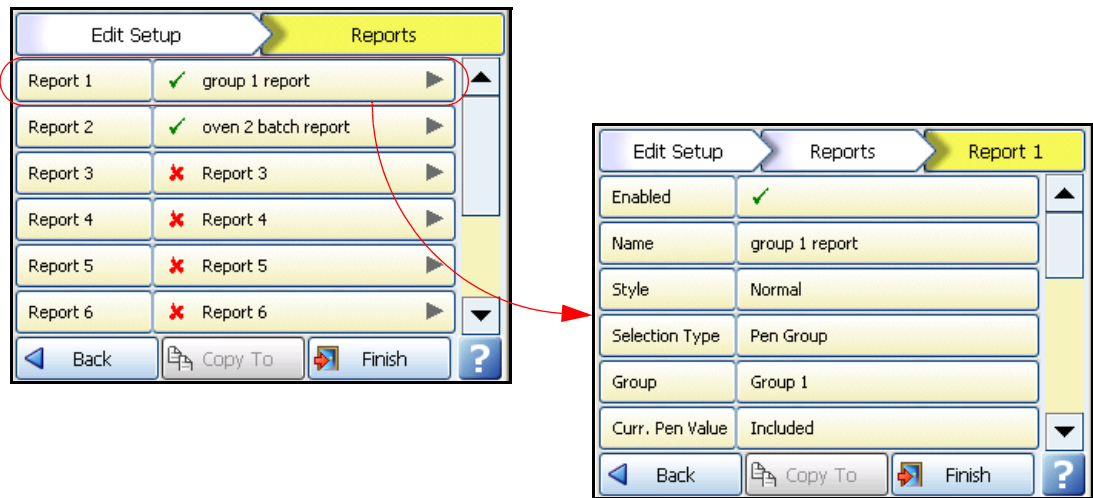 Edit Setup Reports
Report 1 group 1 report
Report 2 oven 2 batch report
Report 3 Report 3
Report 4 Report 4
Report 5 Report 5
Report 6 Report 6
Back Copy To Finish ?
Edit Setup Reports Report 1
Enabled
Name group 1 report
Style Normal
Selection Type Pen Group
Group Group 1
Curr. Pen Value Included
Back Copy To Finish ?